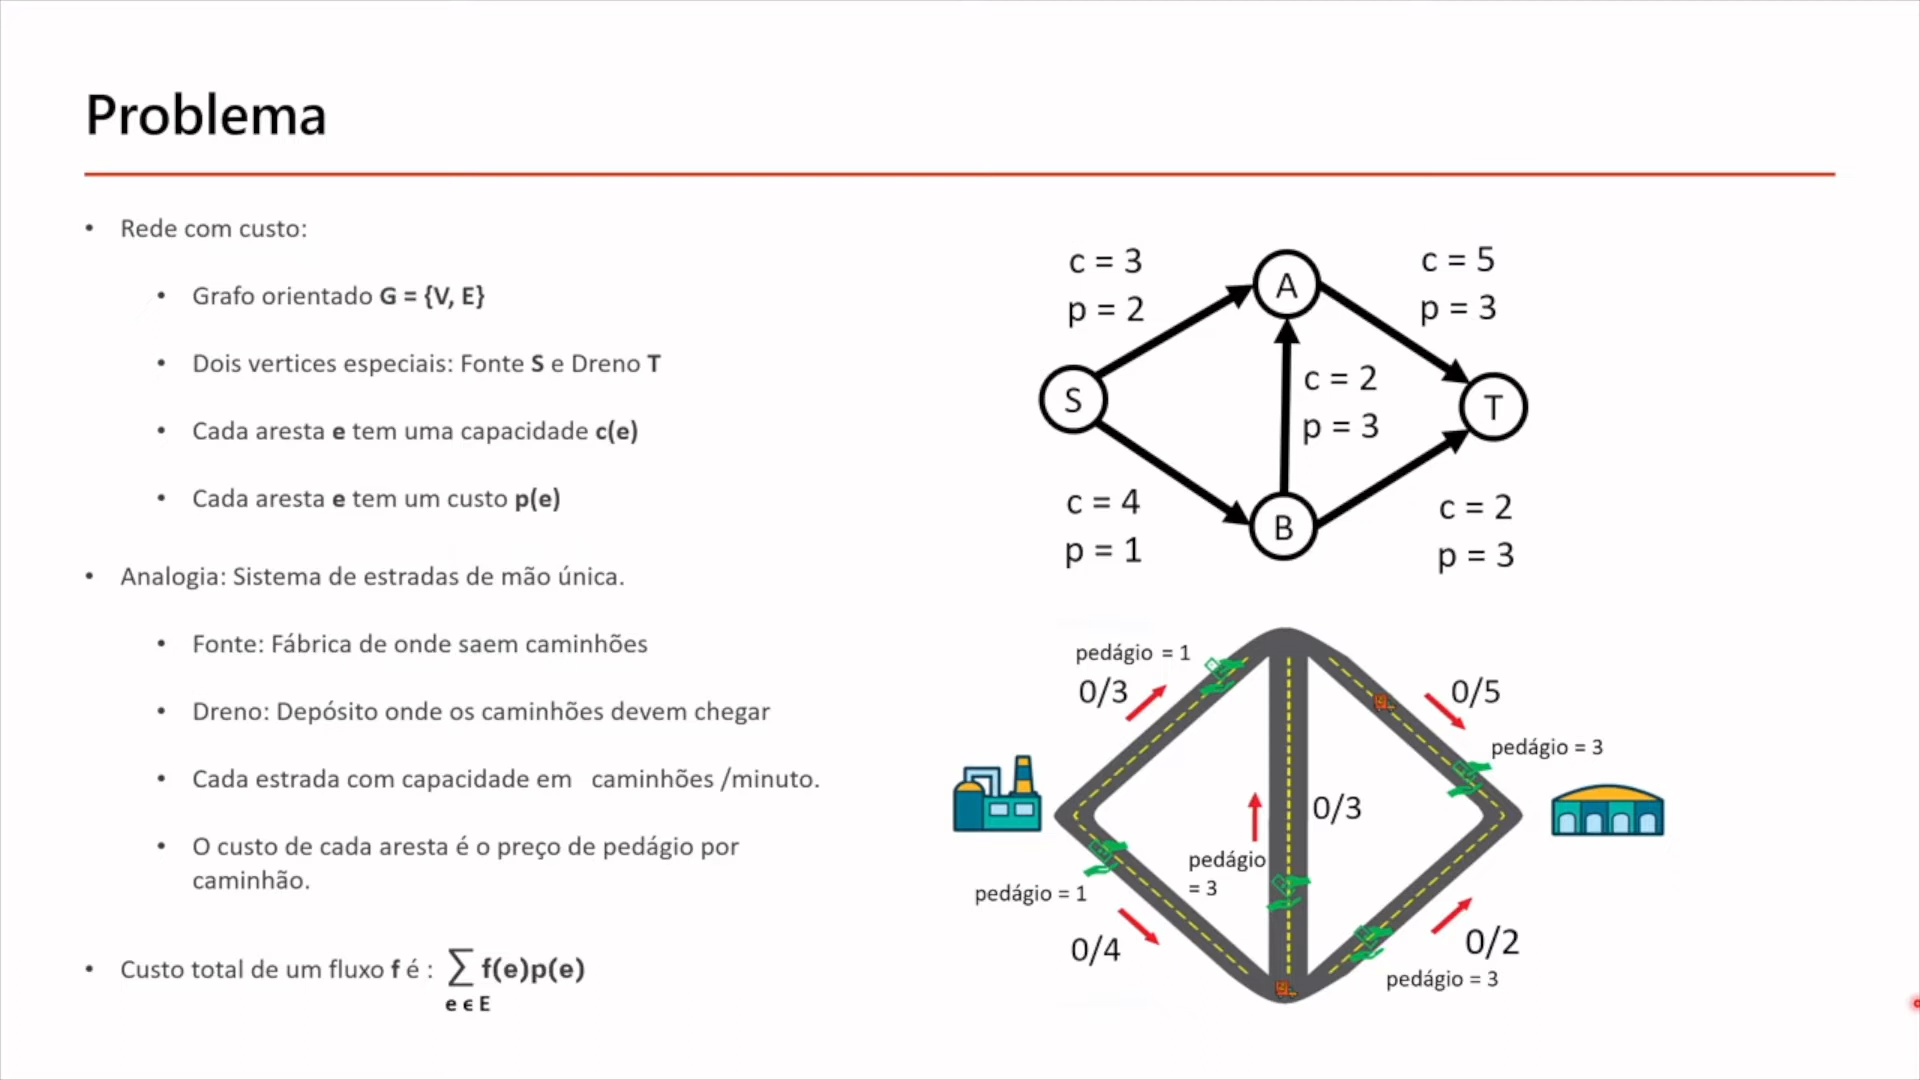 Problema
• Rede com custo:
• Grafo orientado G = {V, E}
• Dois vertices especiais: Fonte S e Dreno T
• Cada aresta e tem uma capacidade c(e)
• Cada aresta e tem um custo p(e)
• Analogia: Sistema de estradas de mão única.
• Fonte: Fábrica de onde saem caminhões
• Dreno: Depósito onde os caminhões devem chegar
• Cada estrada com capacidade em caminhões /minuto.
• O custo de cada aresta é o preço de pedágio por
caminhão.
• Custo total de um fluxo f é : ∑ f(e)p(e)
e ϵ E
c = 3
p = 2
A
c = 5
p = 3
S
c = 2
p = 3
T
c = 4
p = 1
B
c = 2
p = 3
pedágio = 1
0/3
0/5
pedágio = 3
0/3
pedágio
= 3
pedágio = 1
0/4
0/2
pedágio = 3